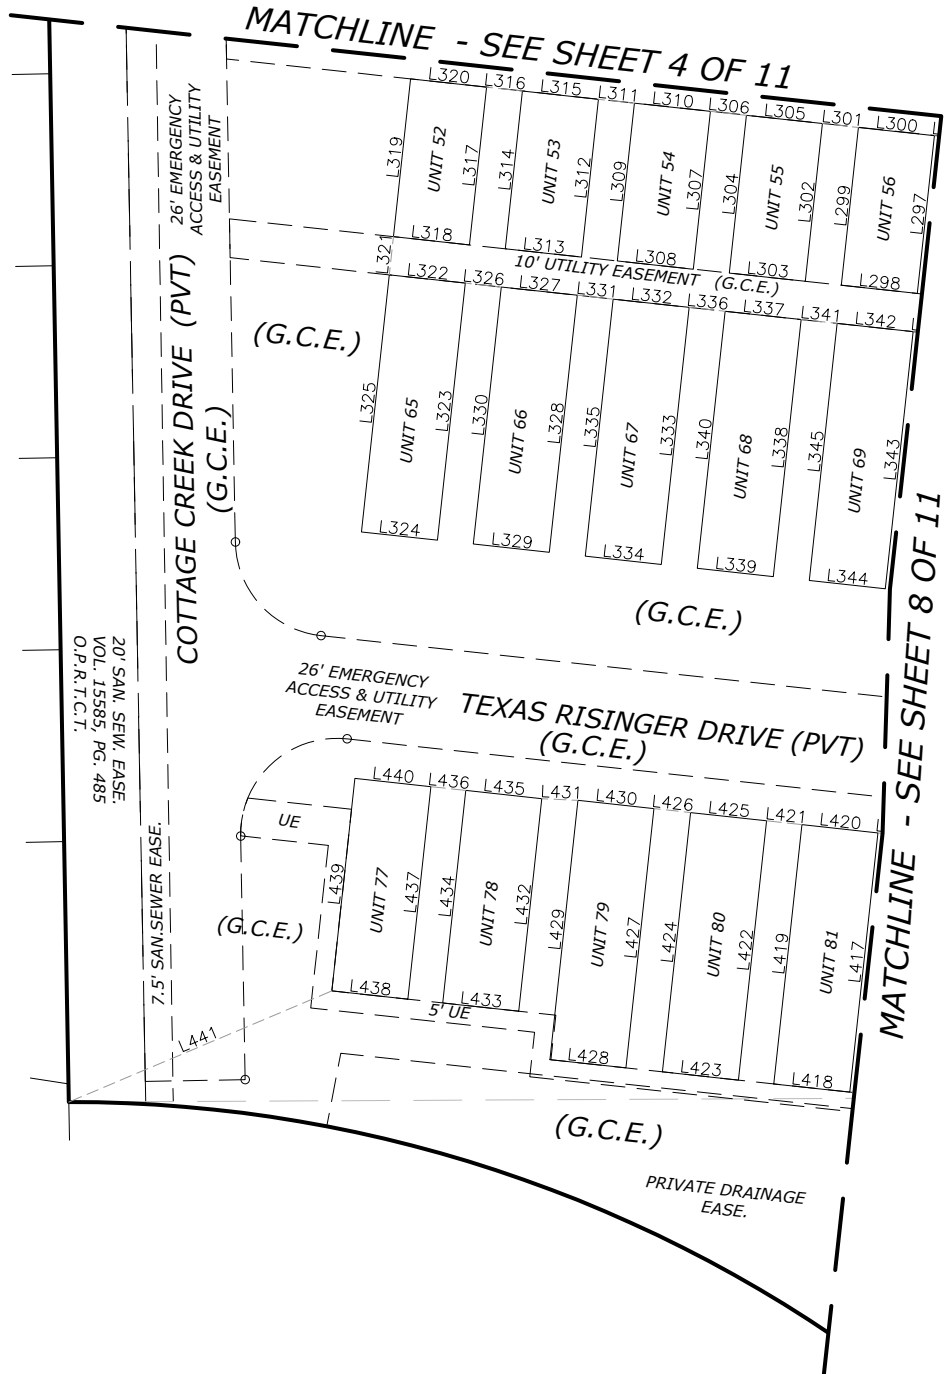 MATCHLINE - SEE SHEET 4 OF 11
L320
L316
L315
L311
L310
L306
L305
L301
L300
26' EMERGENCY
ACCESS & UTILITY
EASEMENT
L319
UNIT 52
L317
L314
UNIT 53
L312
L309
UNIT 54
L307
L304
UNIT 55
L302
L299
UNIT 56
L297
L318
L313
L308
L303
L298
L321
10' UTILITY EASEMENT (G.C.E.)
L322
L326
L327
L331
L332
L336
L337
L341
L342
COTTAGE CREEK DRIVE (PVT)
(G.C.E.)
(G.C.E.)
L325
UNIT 65
L323
L330
UNIT 66
L328
L335
UNIT 67
L333
L340
UNIT 68
L338
L345
UNIT 69
L343
L324
L329
L334
L339
L344
(G.C.E.)
MATCHLINE - SEE SHEET 8 OF 11
20' SAN. SEW. EASE.
VOL. 15585, PG. 485
O.P.R.T.C.T.
26' EMERGENCY
ACCESS & UTILITY
EASEMENT
TEXAS RISINGER DRIVE (PVT)
(G.C.E.)
L440
L436
L435
L431
L430
L426
L425
L421
L420
UE
7.5' SAN.SEWER EASE.
(G.C.E.)
L439
UNIT 77
L437
L434
UNIT 78
L432
L429
UNIT 79
L427
L424
UNIT 80
L422
L419
UNIT 81
L417
L438
L433
5' UE
L441
L428
L423
L418
(G.C.E.)
PRIVATE DRAINAGE
EASE.